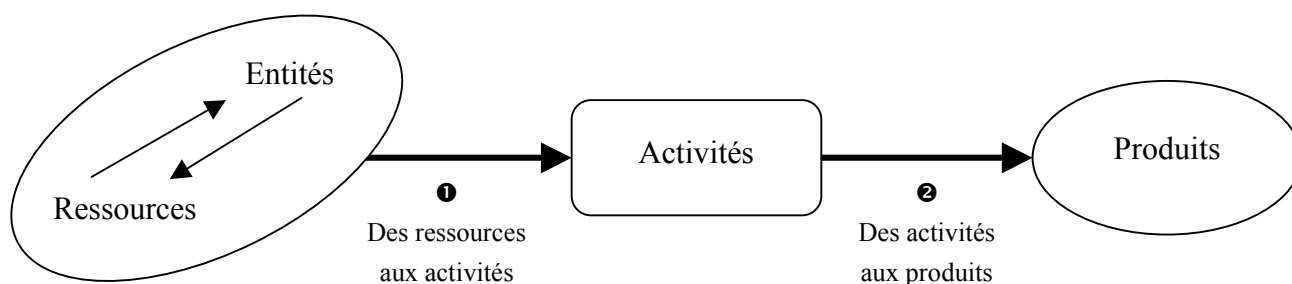 Entités
Ressources
❶
Des ressources
aux activités
Activités
❷
Des activités
aux produits
Produits